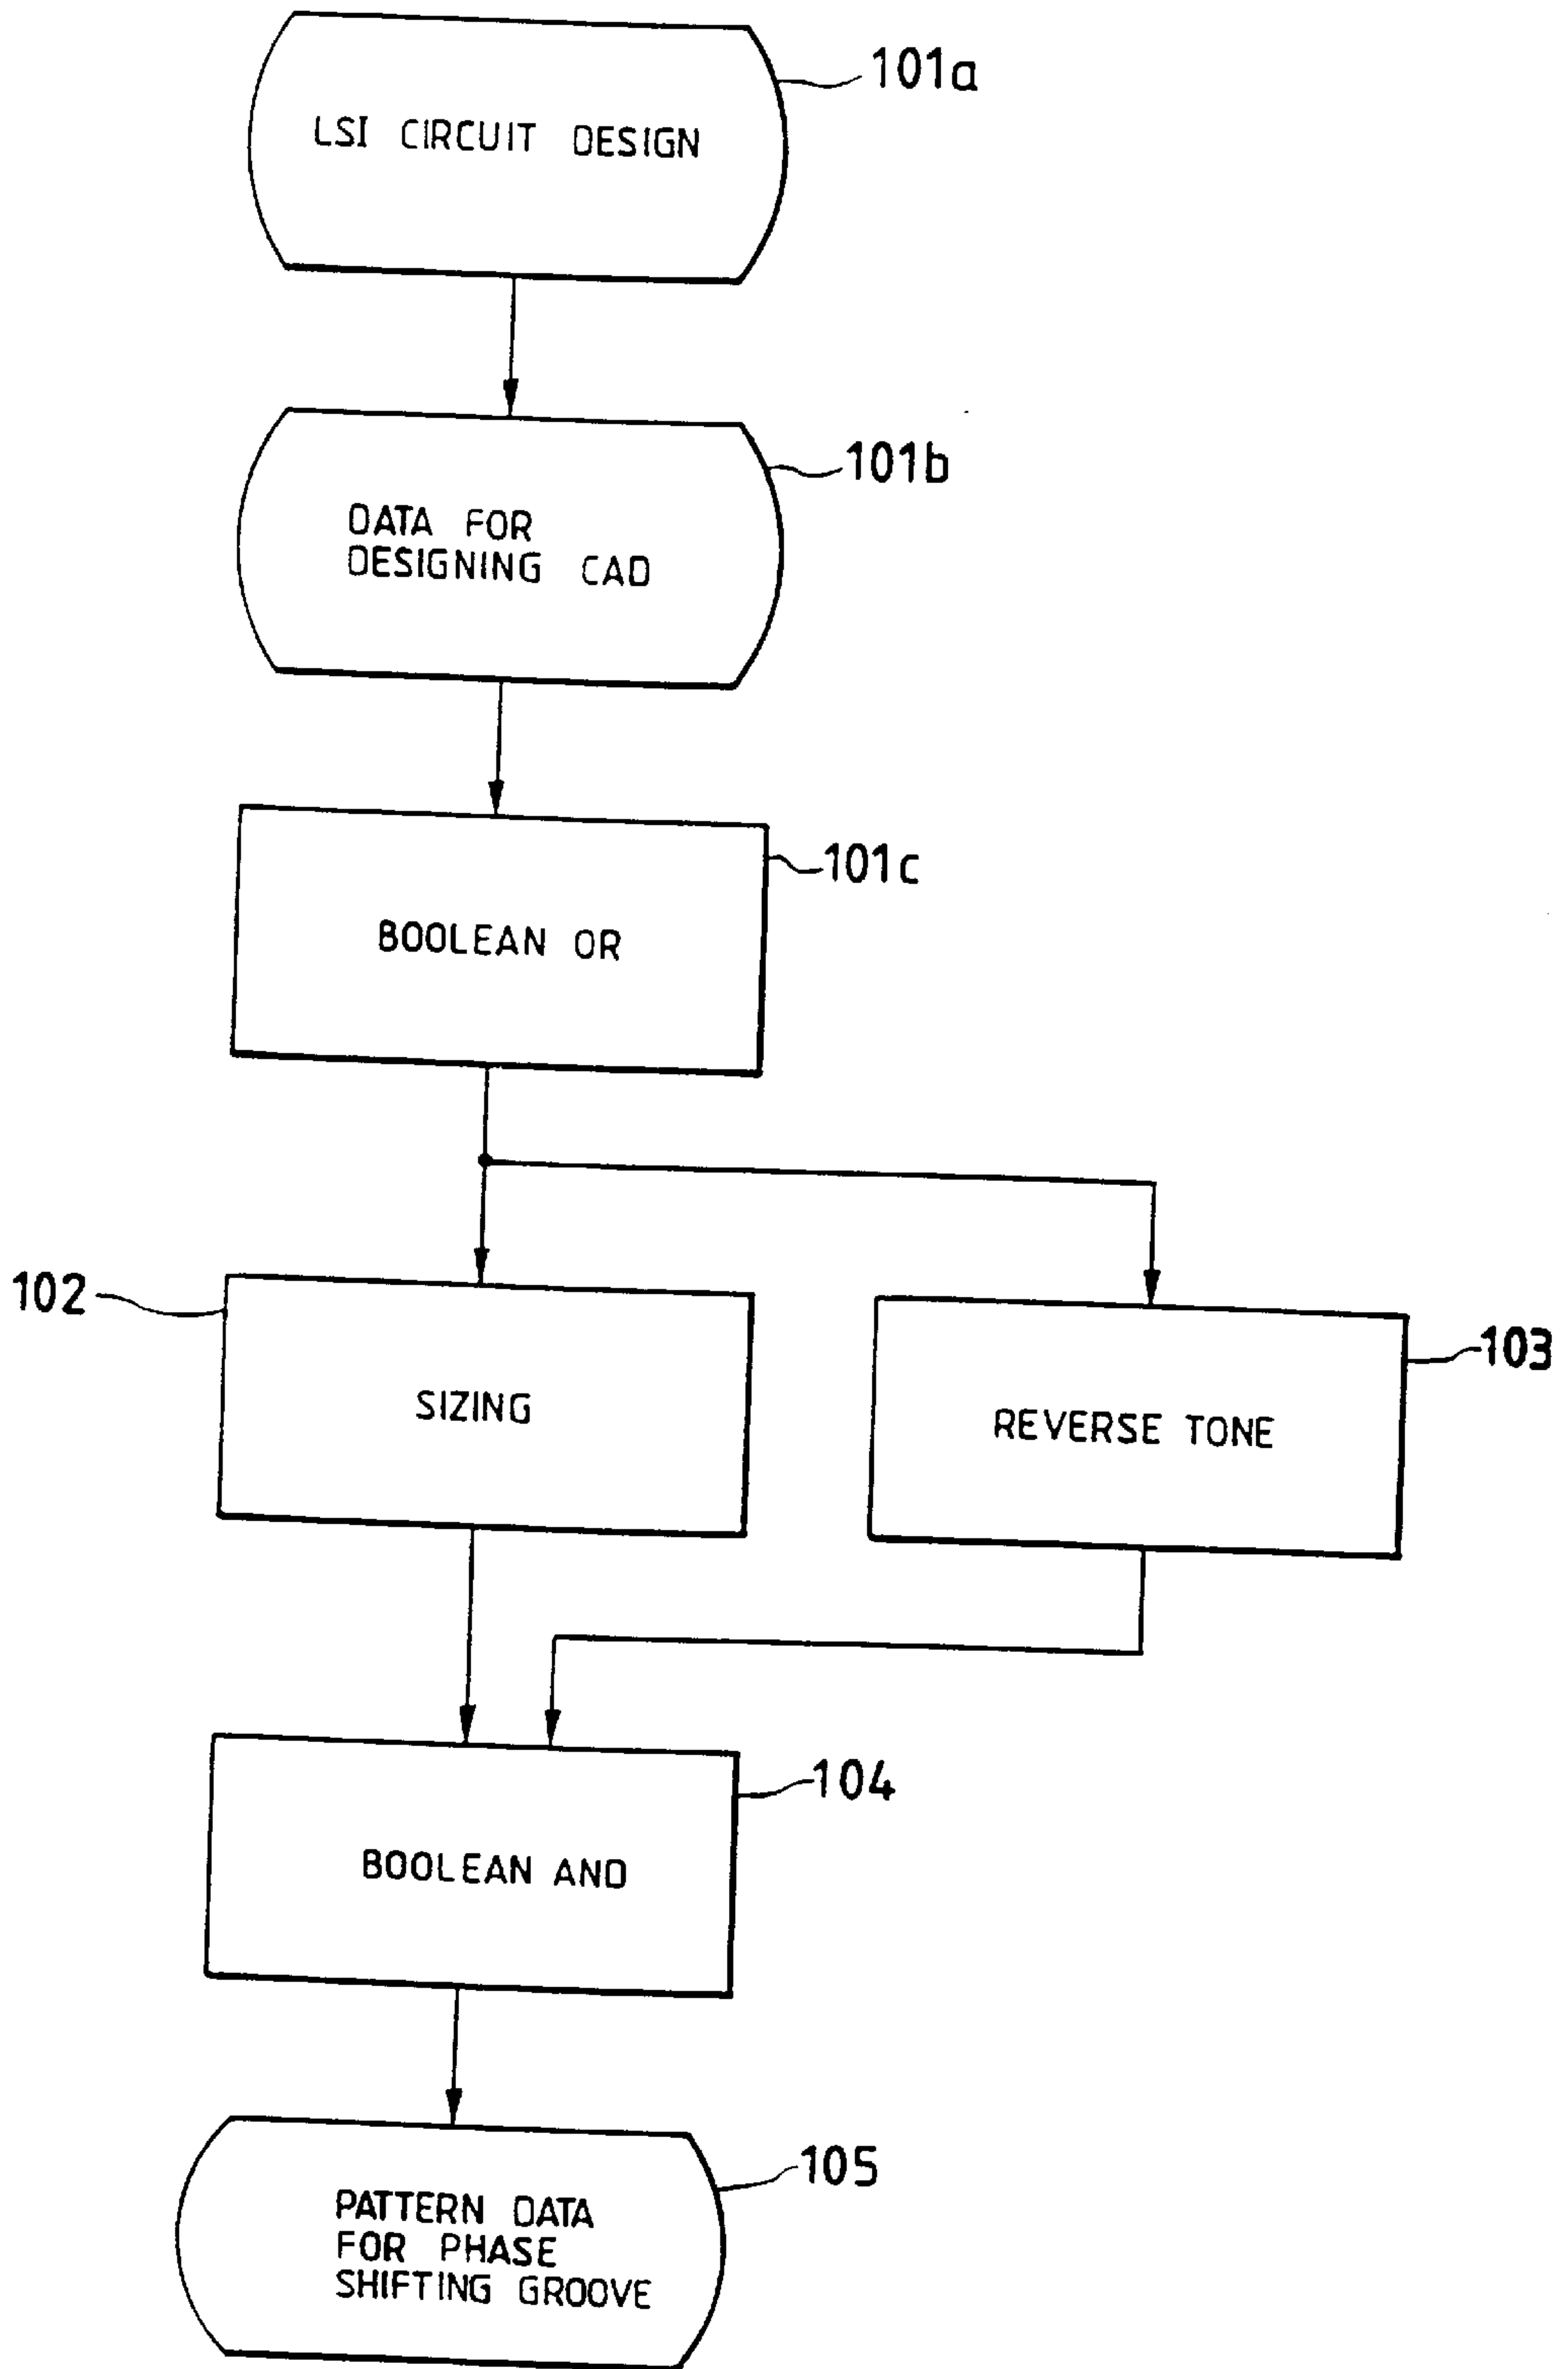 101a
LSI CIRCUIT DESIGN
101b
DATA FOR
DESIGNING CAD
101c
BOOLEAN OR
102
SIZING
103
REVERSE TONE
104
BOOLEAN AND
105
PATTERN DATA
FOR PHASE
SHIFTING GROOVE